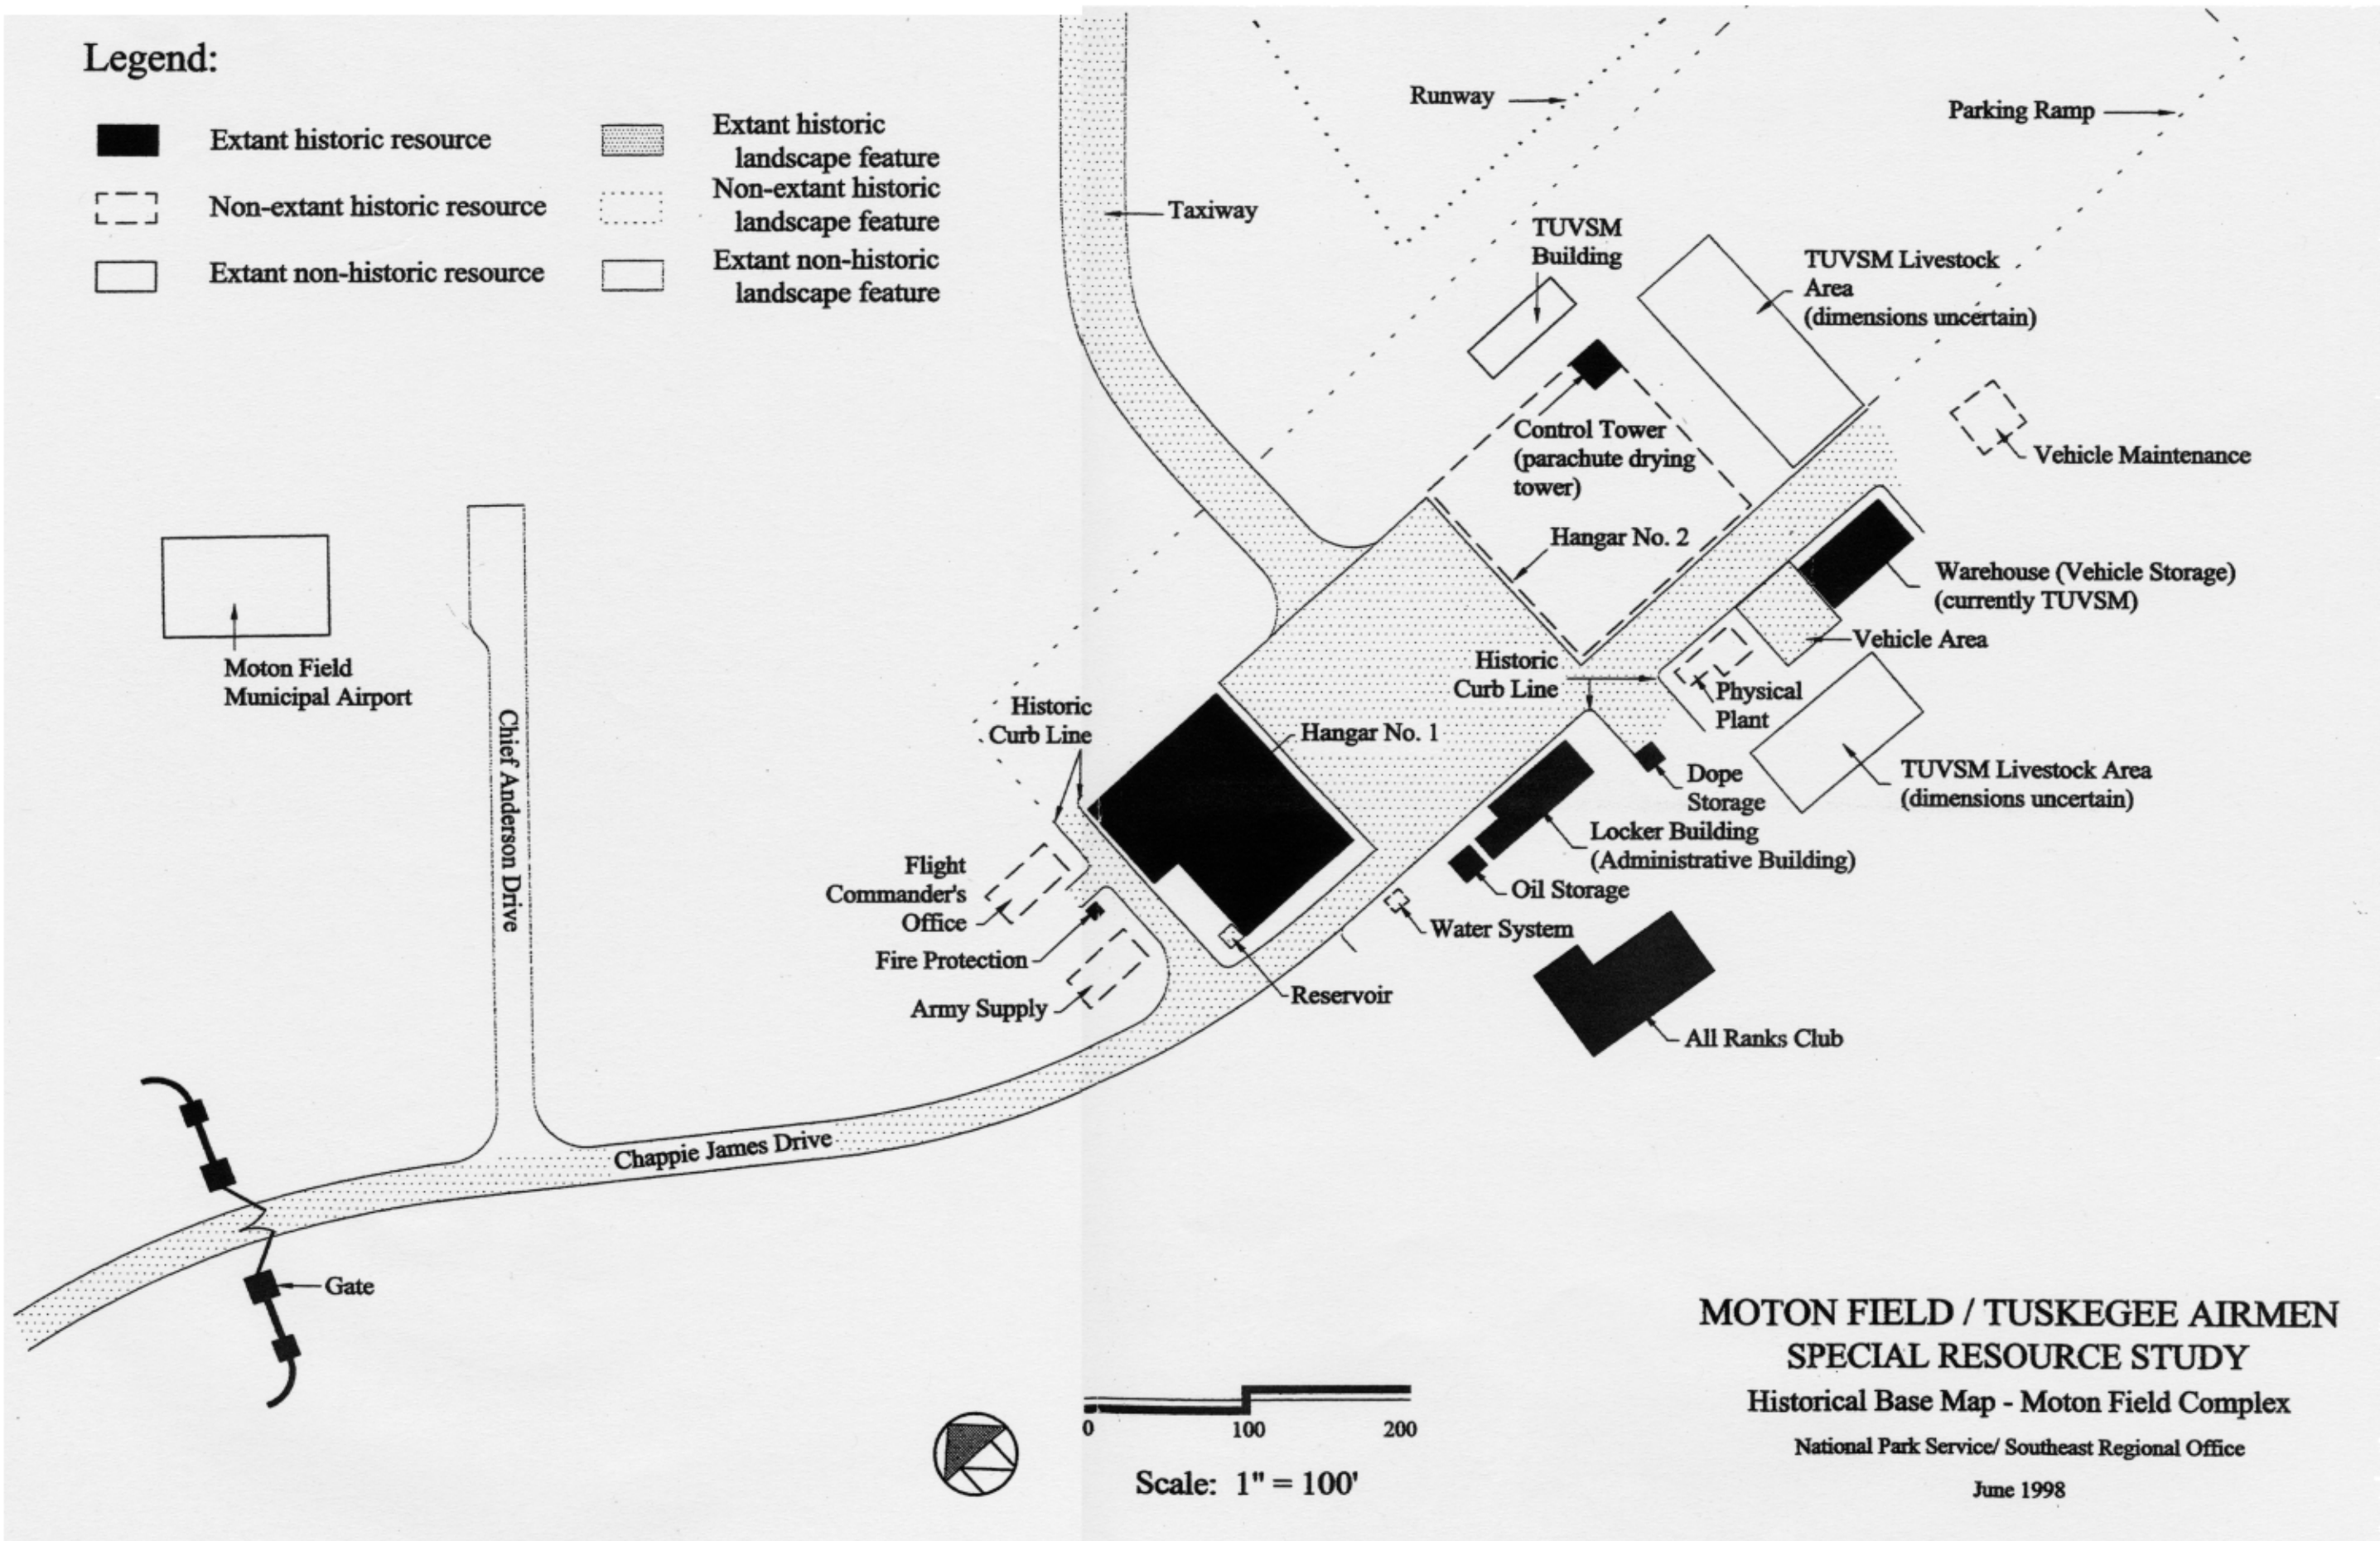 Legend:
Extant historic resource
Non-extant historic resource
Extant non-historic resource
Extant historic
landscape feature
Non-extant historic
landscape feature
Extant non-historic
landscape feature
Runway
Parking Ramp
Taxiway
TUVSM
Building
TUVSM Livestock
Area
(dimensions uncertain)
Control Tower
(parachute drying
tower)
Vehicle Maintenance
Hangar No. 2
Warehouse (Vehicle Storage)
(currently TUVSM)
Vehicle Area
Moton Field
Municipal Airport
Historic
Curb Line
Physical
Plant
Historic
Curb Line
Hangar No. 1
Chief Anderson Drive
Dope
Storage
TUVSM Livestock Area
(dimensions uncertain)
Locker Building
(Administrative Building)
Oil Storage
Flight
Commander's
Office
Water System
Fire Protection
Army Supply
Reservoir
All Ranks Club
Chappie James Drive
Gate
MOTON FIELD / TUSKEGEE AIRMEN
SPECIAL RESOURCE STUDY
Historical Base Map - Moton Field Complex
National Park Service/ Southeast Regional Office
June 1998
0 100 200
Scale: 1" = 100'